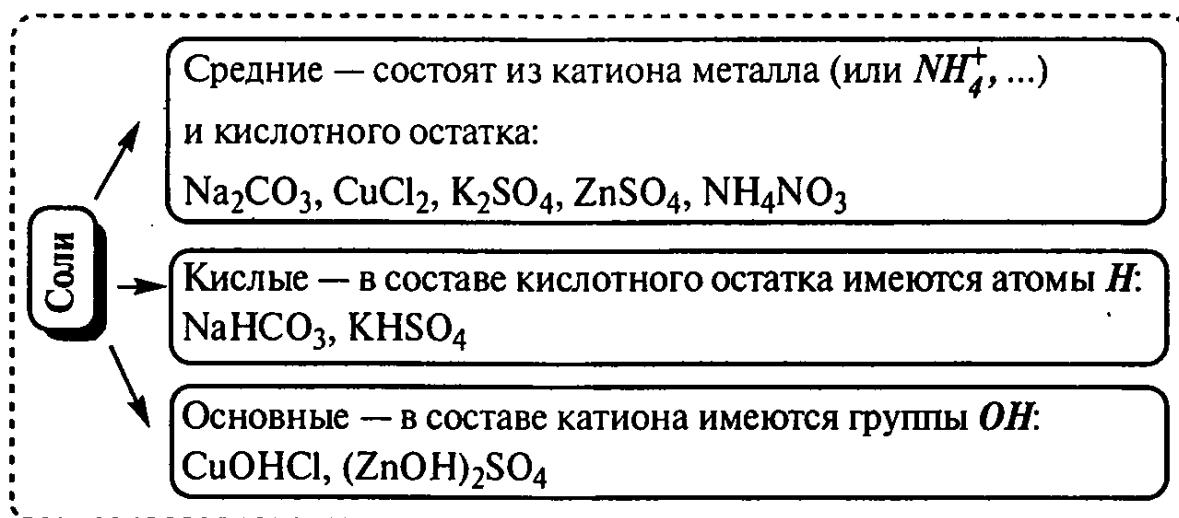 Соли
Средние — состоят из катиона металла (или NH₄⁺, ...)
и кислотного остатка:
Na₂CO₃, CuCl₂, K₂SO₄, ZnSO₄, NH₄NO₃
Кислые — в составе кислотного остатка имеются атомы H:
NaHCO₃, KHSO₄
Основные — в составе катиона имеются группы OH:
CuOHCl, (ZnOH)₂SO₄